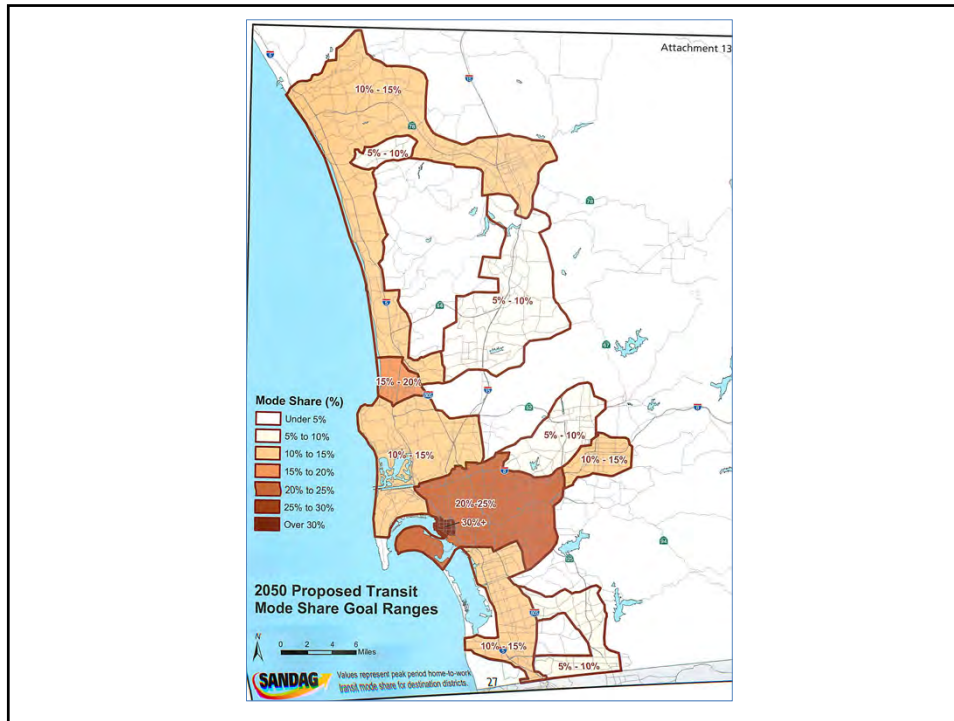 Attachment 13
10% - 15%
5% - 10%
5% - 10%
15% - 20%
Mode Share (%)
Under 5%
5% to 10%
10% to 15%
15% to 20%
20% to 25%
25% to 30%
Over 30%
10% - 15%
5% - 10%
10% - 15%
20%-25%
30%+
2050 Proposed Transit
Mode Share Goal Ranges
N
0 2 4 6
Miles
10% - 15%
5% - 10%
SANDAG
Values represent peak period home-to-work
transit mode share for destination districts.
27